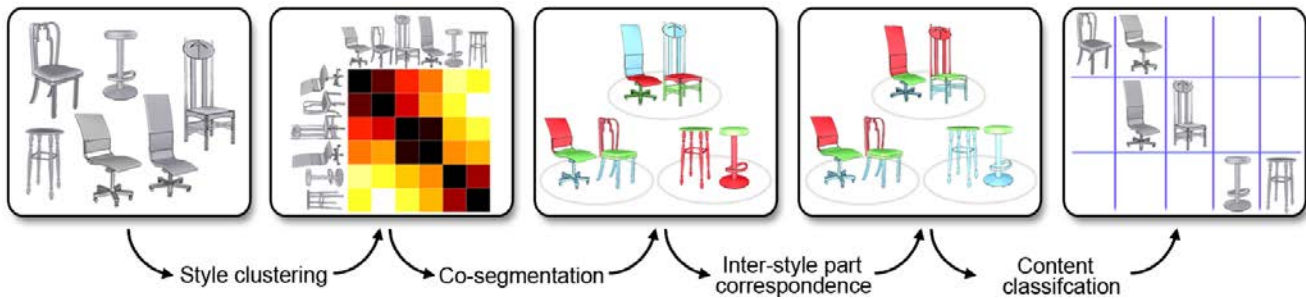 Style clustering
Co-segmentation
Inter-style part
correspondence
Content
classifcation